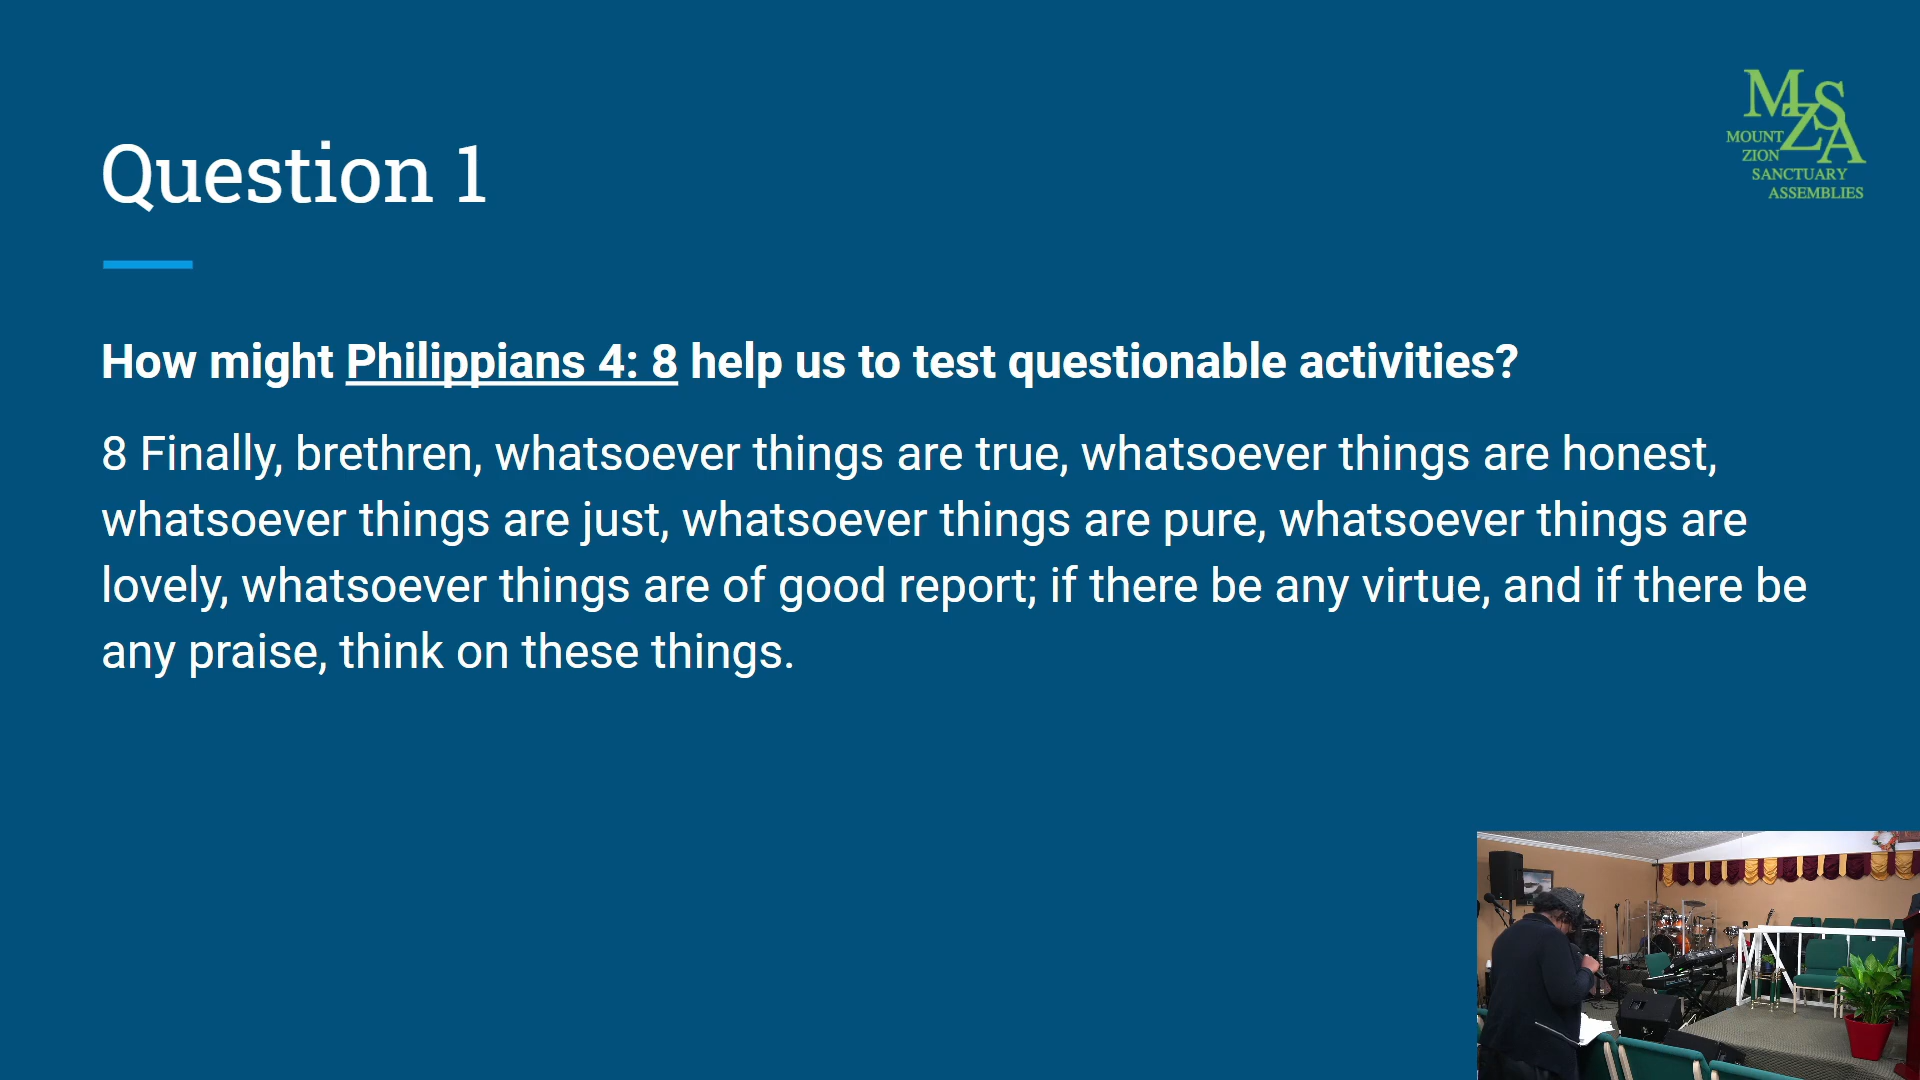 Question 1
MZSA
MOUNT
ZION
SANCTUARY
ASSEMBLIES
How might Philippians 4: 8 help us to test questionable activities?
8 Finally, brethren, whatsoever things are true, whatsoever things are honest,
whatsoever things are just, whatsoever things are pure, whatsoever things are
lovely, whatsoever things are of good report; if there be any virtue, and if there be
any praise, think on these things.